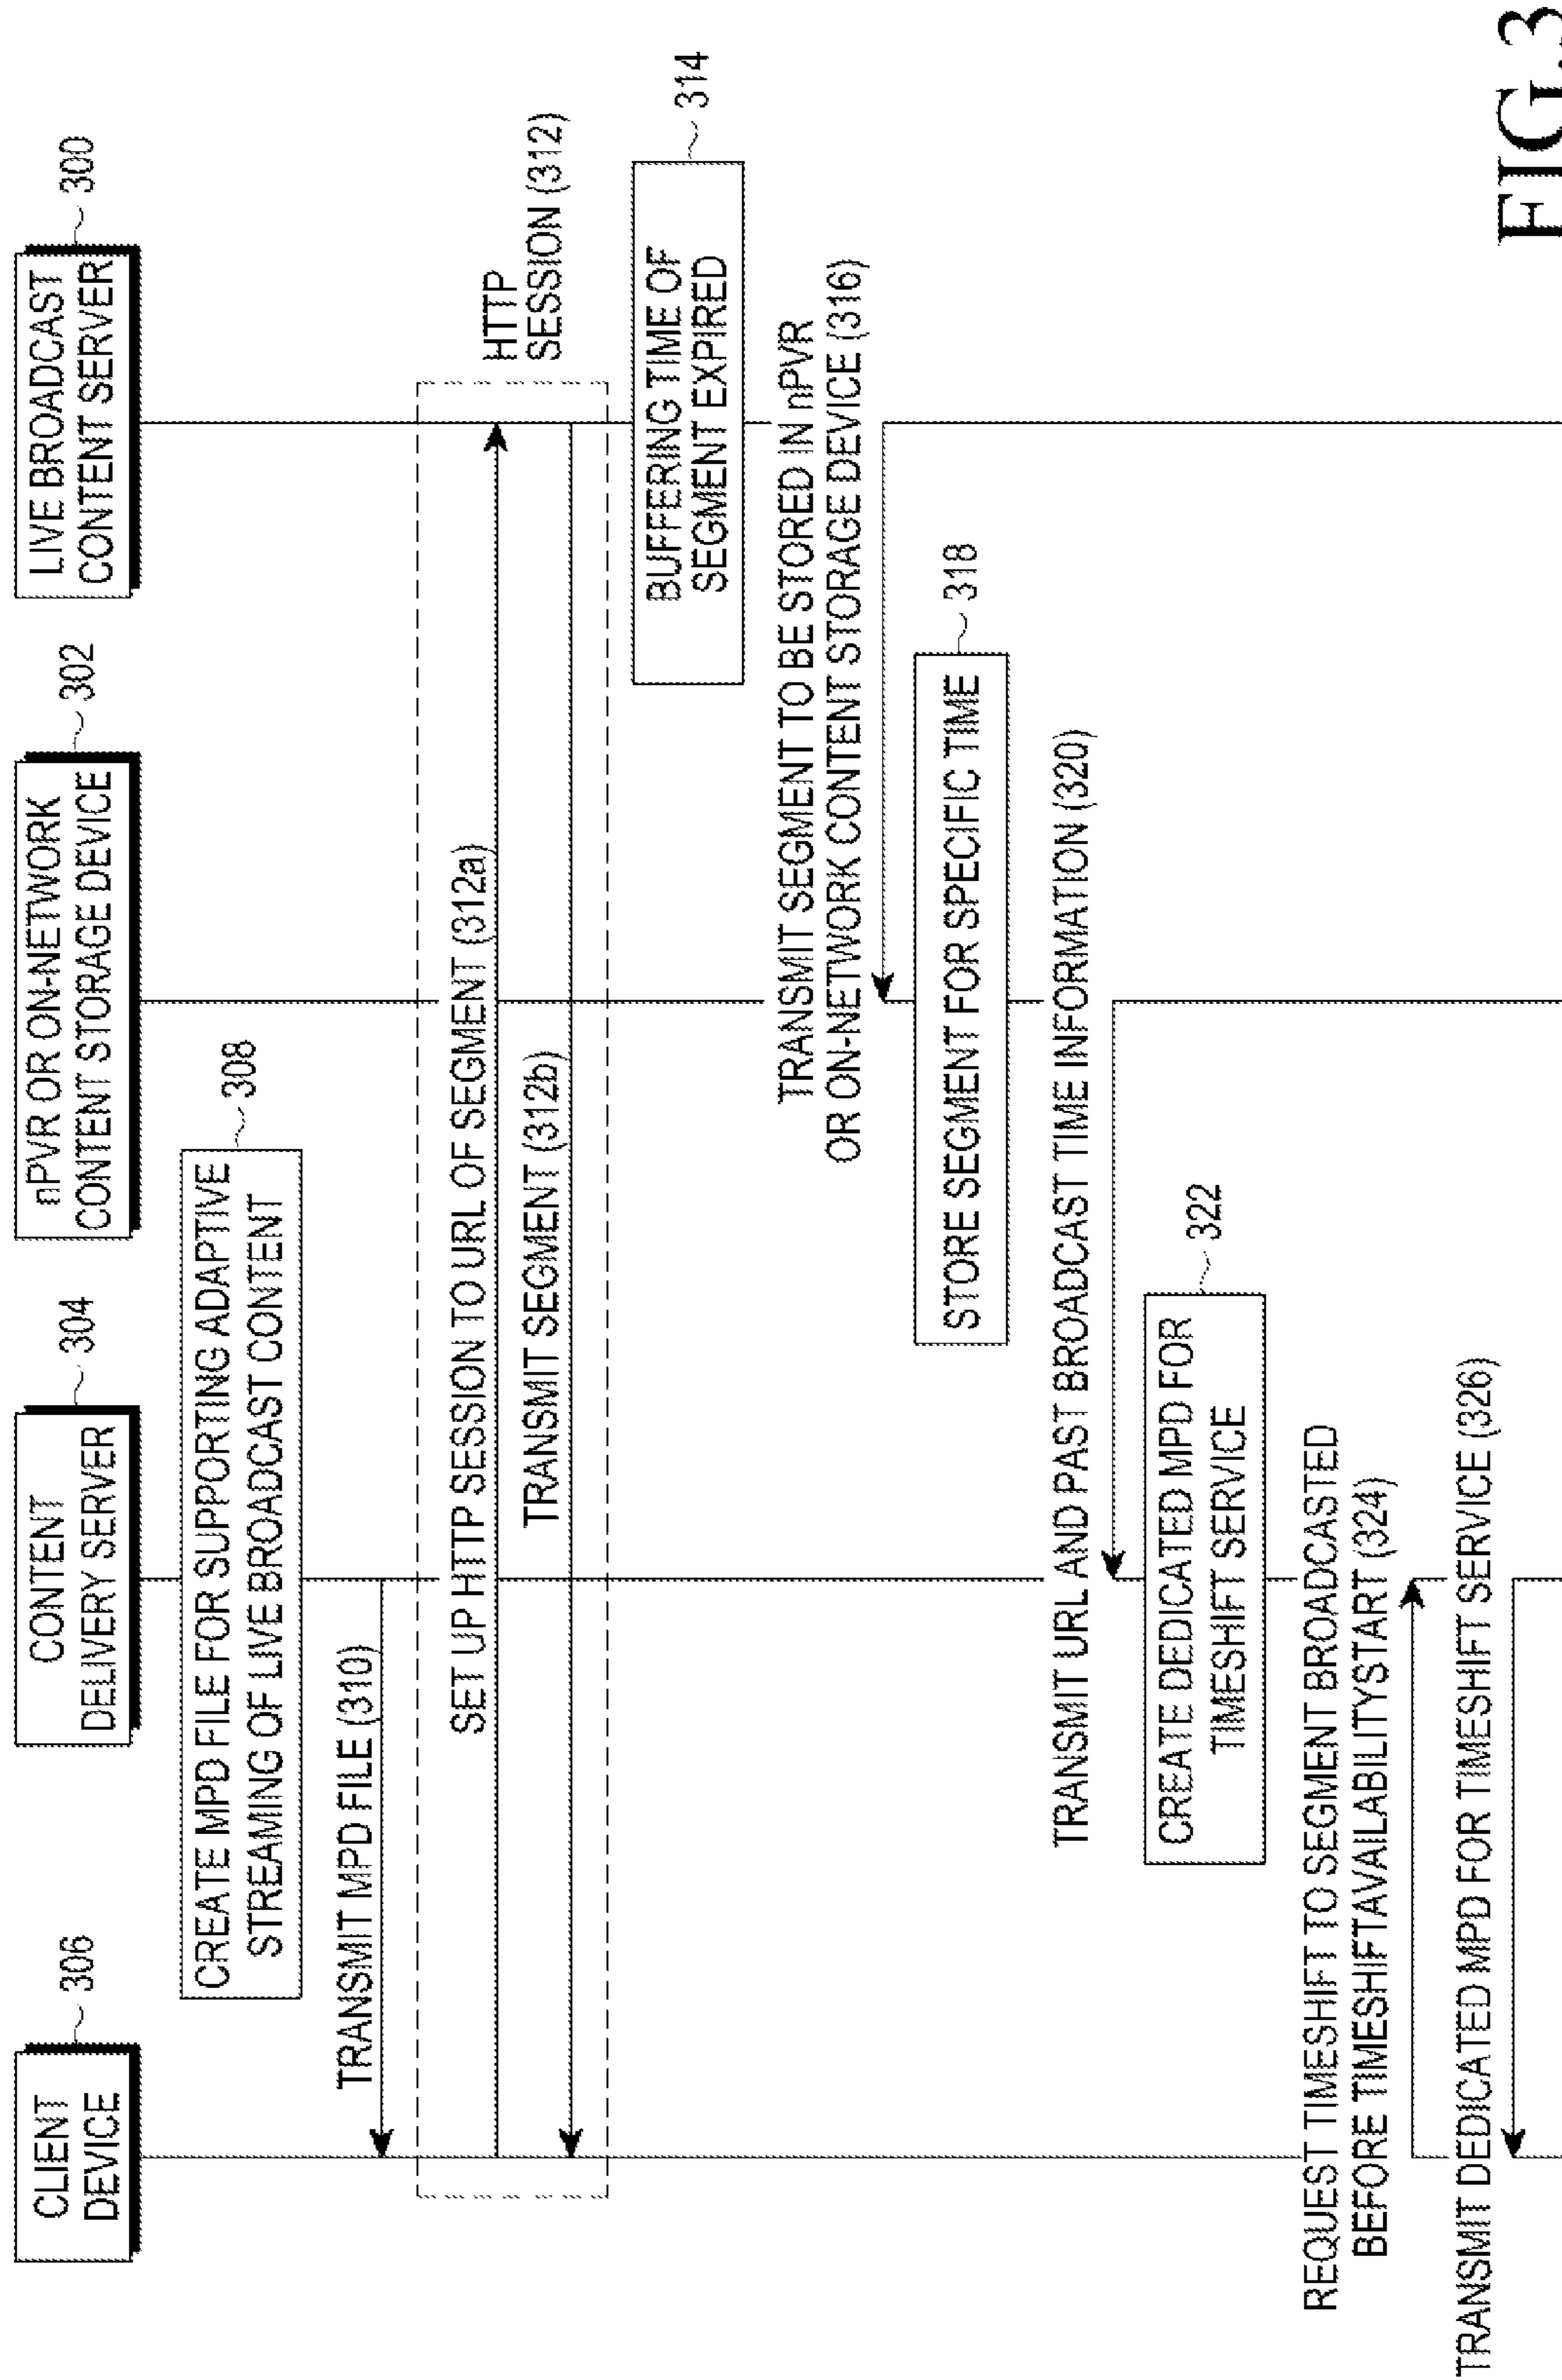 CLIENT
DEVICE
306
CONTENT
DELIVERY SERVER
304
nPVR OR ON-NETWORK
CONTENT STORAGE DEVICE
302
LIVE BROADCAST
CONTENT SERVER
300
CREATE MPD FILE FOR SUPPORTING ADAPTIVE
STREAMING OF LIVE BROADCAST CONTENT
308
TRANSMIT MPD FILE (310)
SET UP HTTP SESSION TO URL OF SEGMENT (312a)
HTTP
SESSION (312)
TRANSMIT SEGMENT (312b)
BUFFERING TIME OF
SEGMENT EXPIRED
314
TRANSMIT SEGMENT TO BE STORED IN nPVR
OR ON-NETWORK CONTENT STORAGE DEVICE (316)
STORE SEGMENT FOR SPECIFIC TIME
318
TRANSMIT URL AND PAST BROADCAST TIME INFORMATION (320)
CREATE DEDICATED MPD FOR
TIMESHIFT SERVICE
322
REQUEST TIMESHIFT TO SEGMENT BROADCASTED
BEFORE TIMESHIFTAVAILABILITYSTART (324)
TRANSMIT DEDICATED MPD FOR TIMESHIFT SERVICE (326)
FIG.3